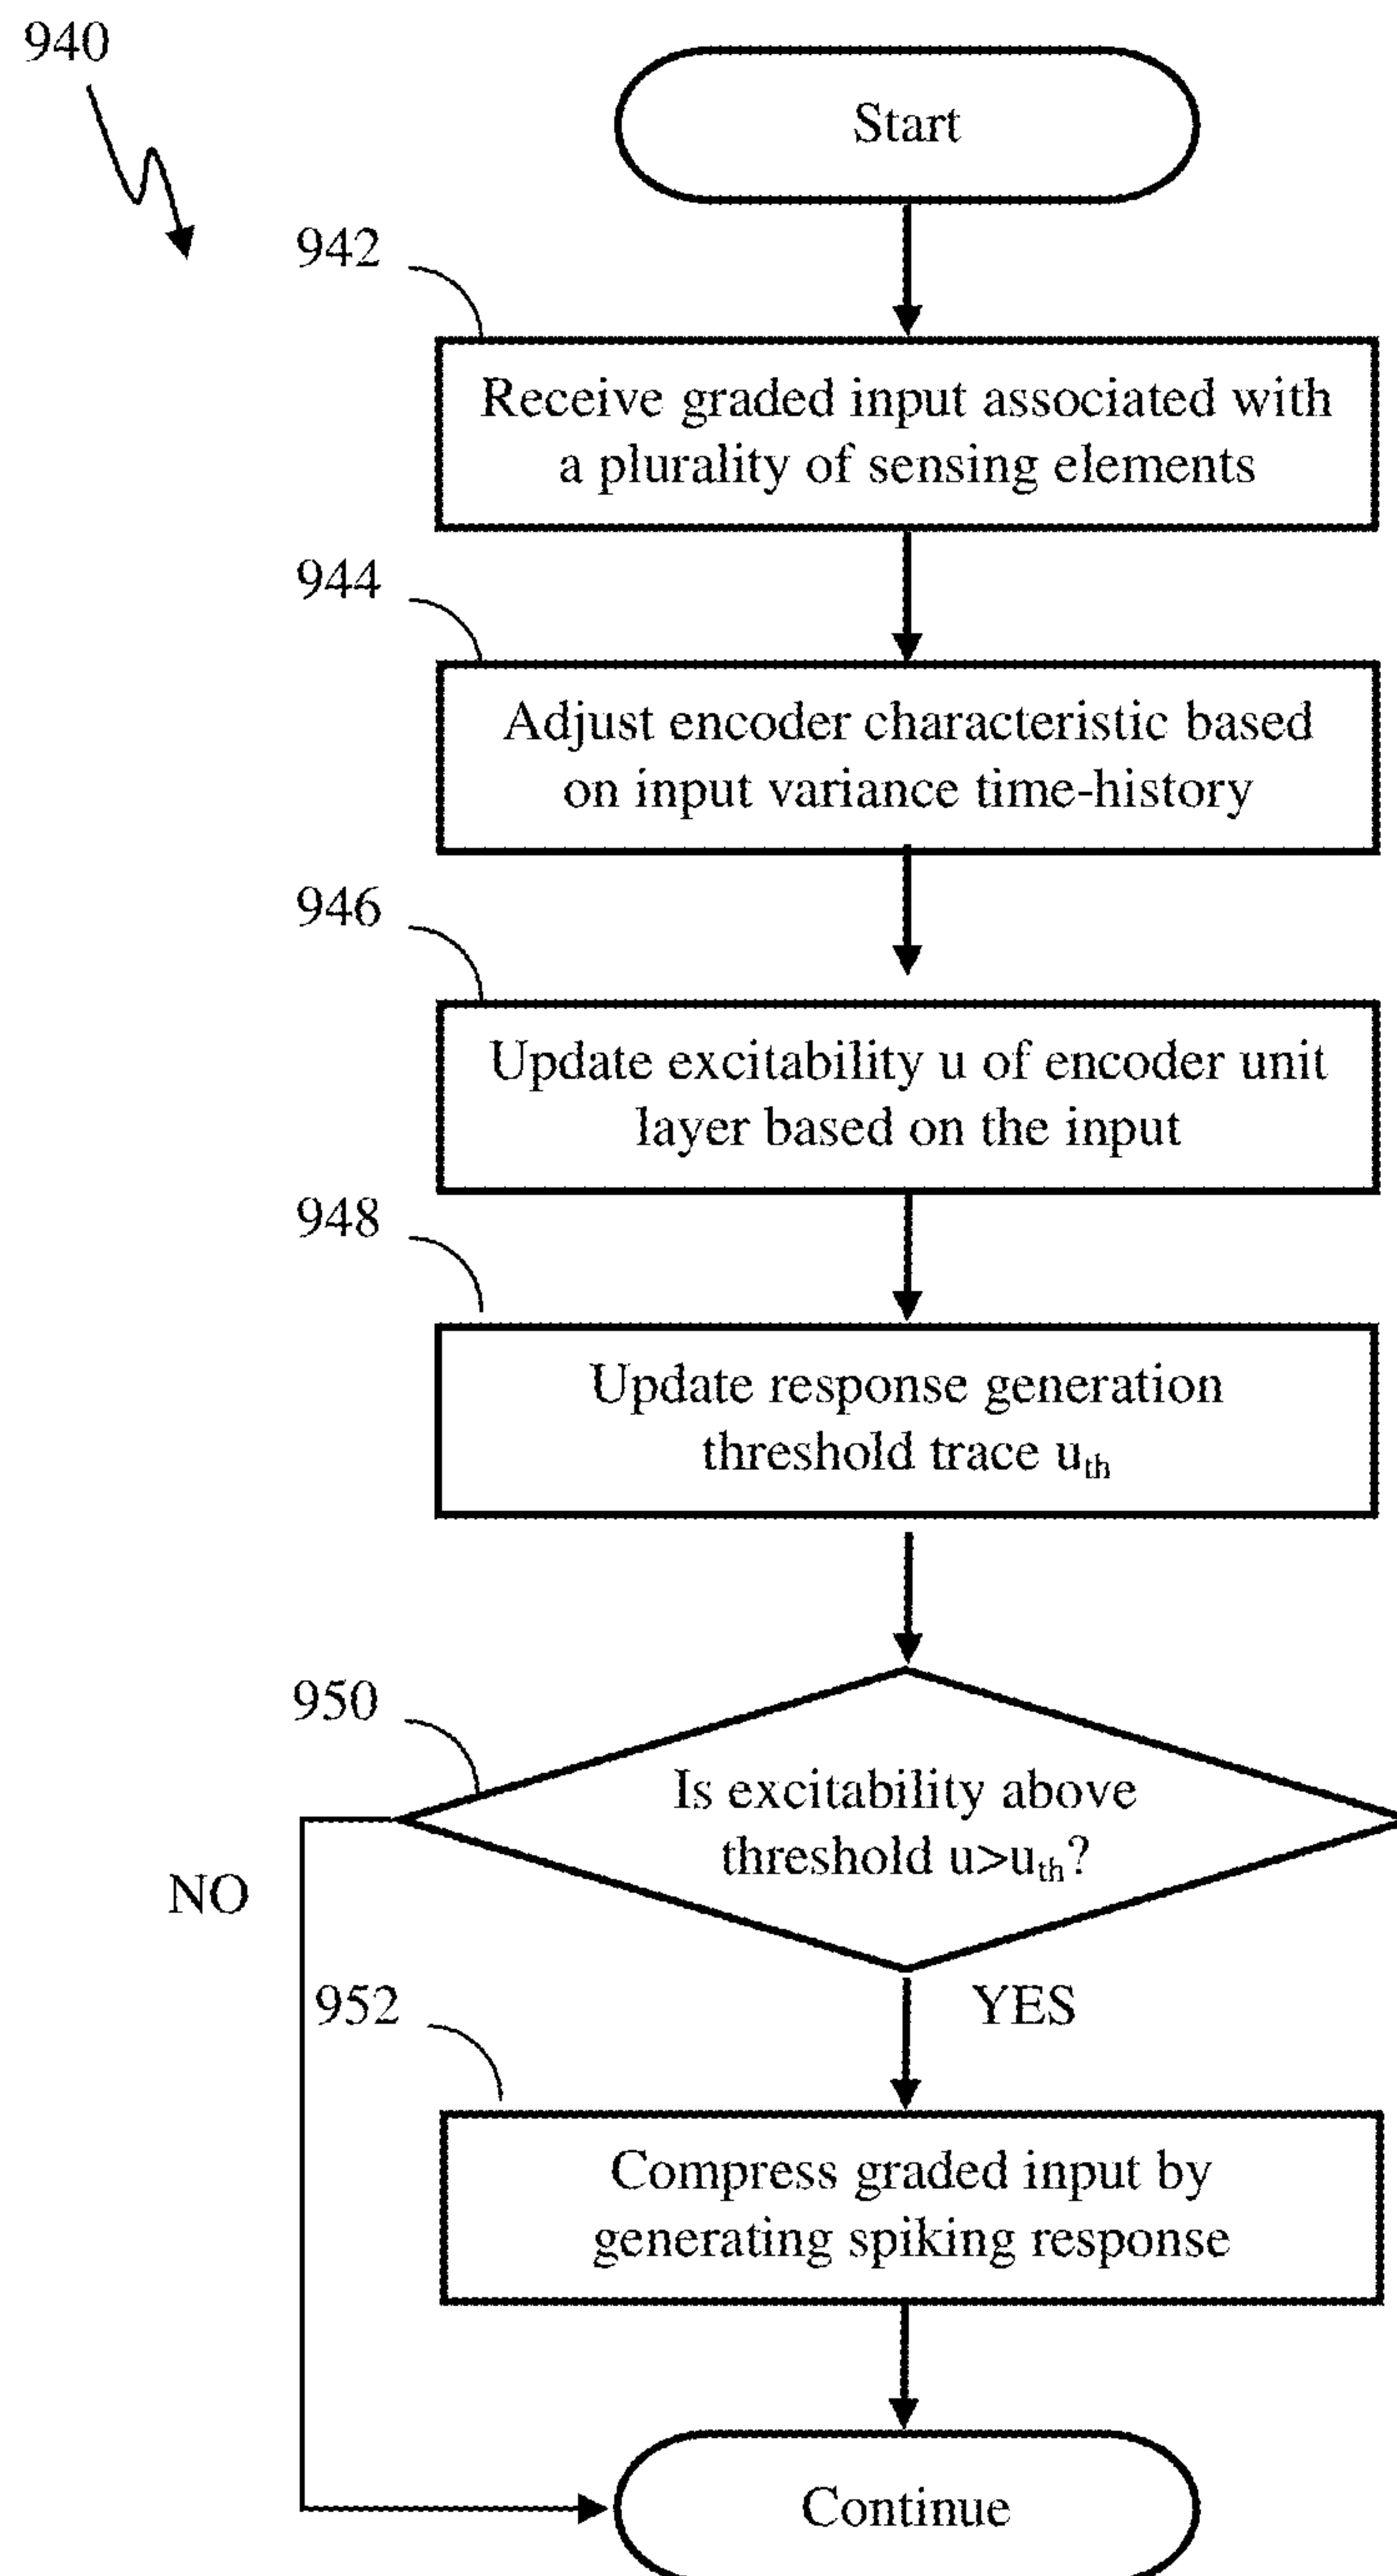 940
Start
942
Receive graded input associated with
a plurality of sensing elements
944
Adjust encoder characteristic based
on input variance time-history
946
Update excitability u of encoder unit
layer based on the input
948
Update response generation
threshold trace uth
950
Is excitability above
threshold u>uth?
NO
YES
952
Compress graded input by
generating spiking response
Continue